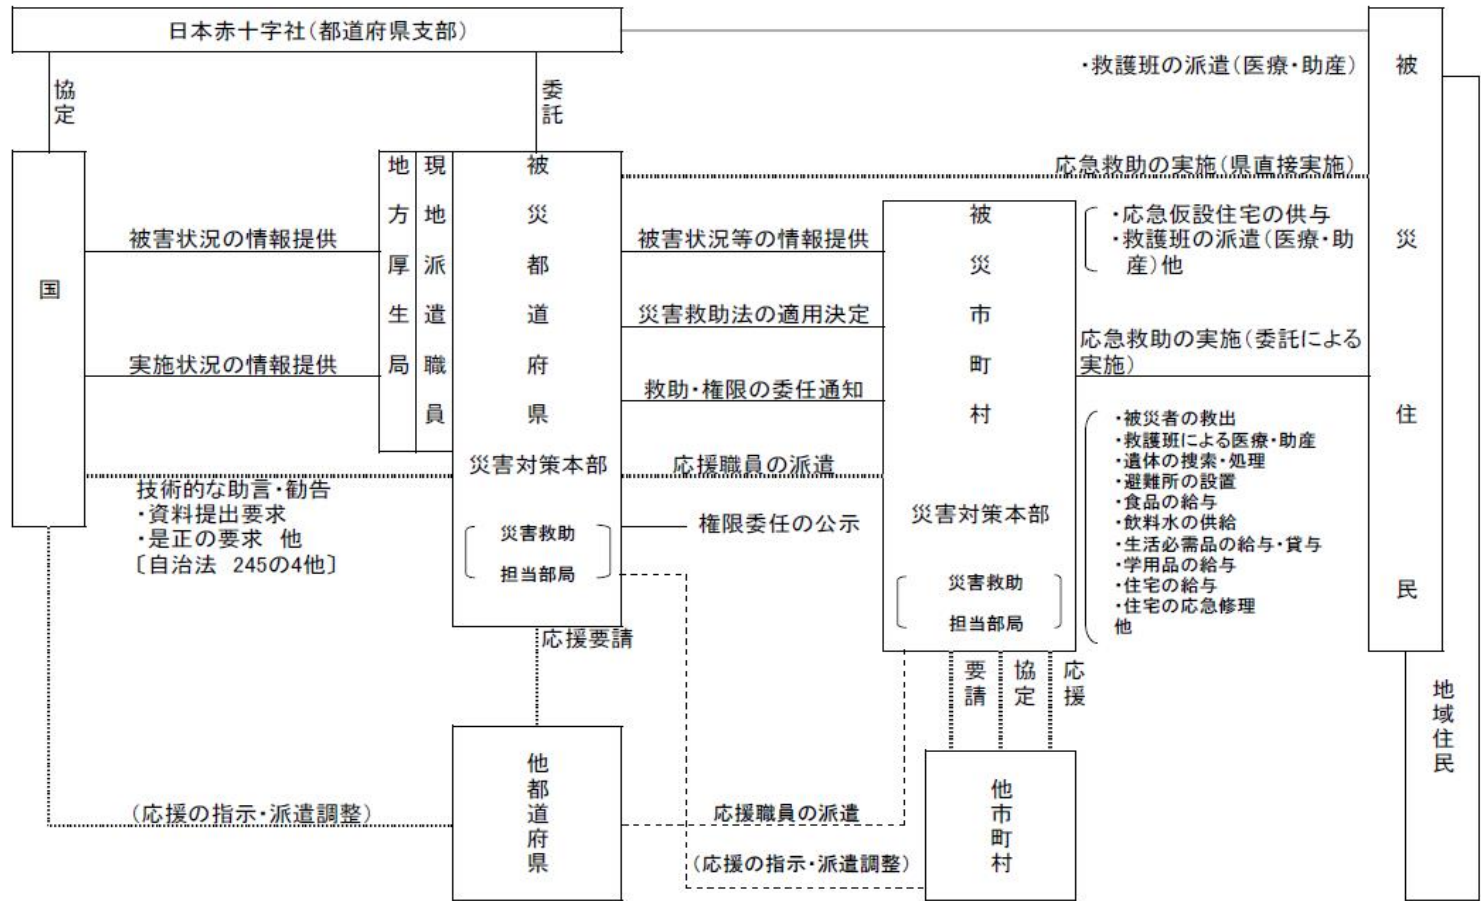 日本赤十字社(都道府県支部)
協定
委託
・救護班の派遣(医療・助産)
被災住民
国
地方厚生局
現地派遣職員
被災都道府県
応急救助の実施(県直接実施)
被害状況の情報提供
被害状況等の情報提供
被災市町村
・応急仮設住宅の供与
・救護班の派遣(医療・助
産)他
災害救助法の適用決定
実施状況の情報提供
救助・権限の委任通知
応急救助の実施(委託による
実施)
災害対策本部
応援職員の派遣
技術的な助言・勧告
・資料提出要求
・是正の要求 他
〔自治法 245の4他〕
災害救助
担当部局
権限委任の公示
災害対策本部
災害救助
担当部局
・被災者の救出
・救護班による医療・助産
・遺体の捜索・処理
・避難所の設置
・食品の給与
・飲料水の供給
・生活必需品の給与・貸与
・学用品の給与
・住宅の給与
・住宅の応急修理
他
応援要請
要請
協定
応援
地域住民
他都道府県
他市町村
(応援の指示・派遣調整)
応援職員の派遣
(応援の指示・派遣調整)